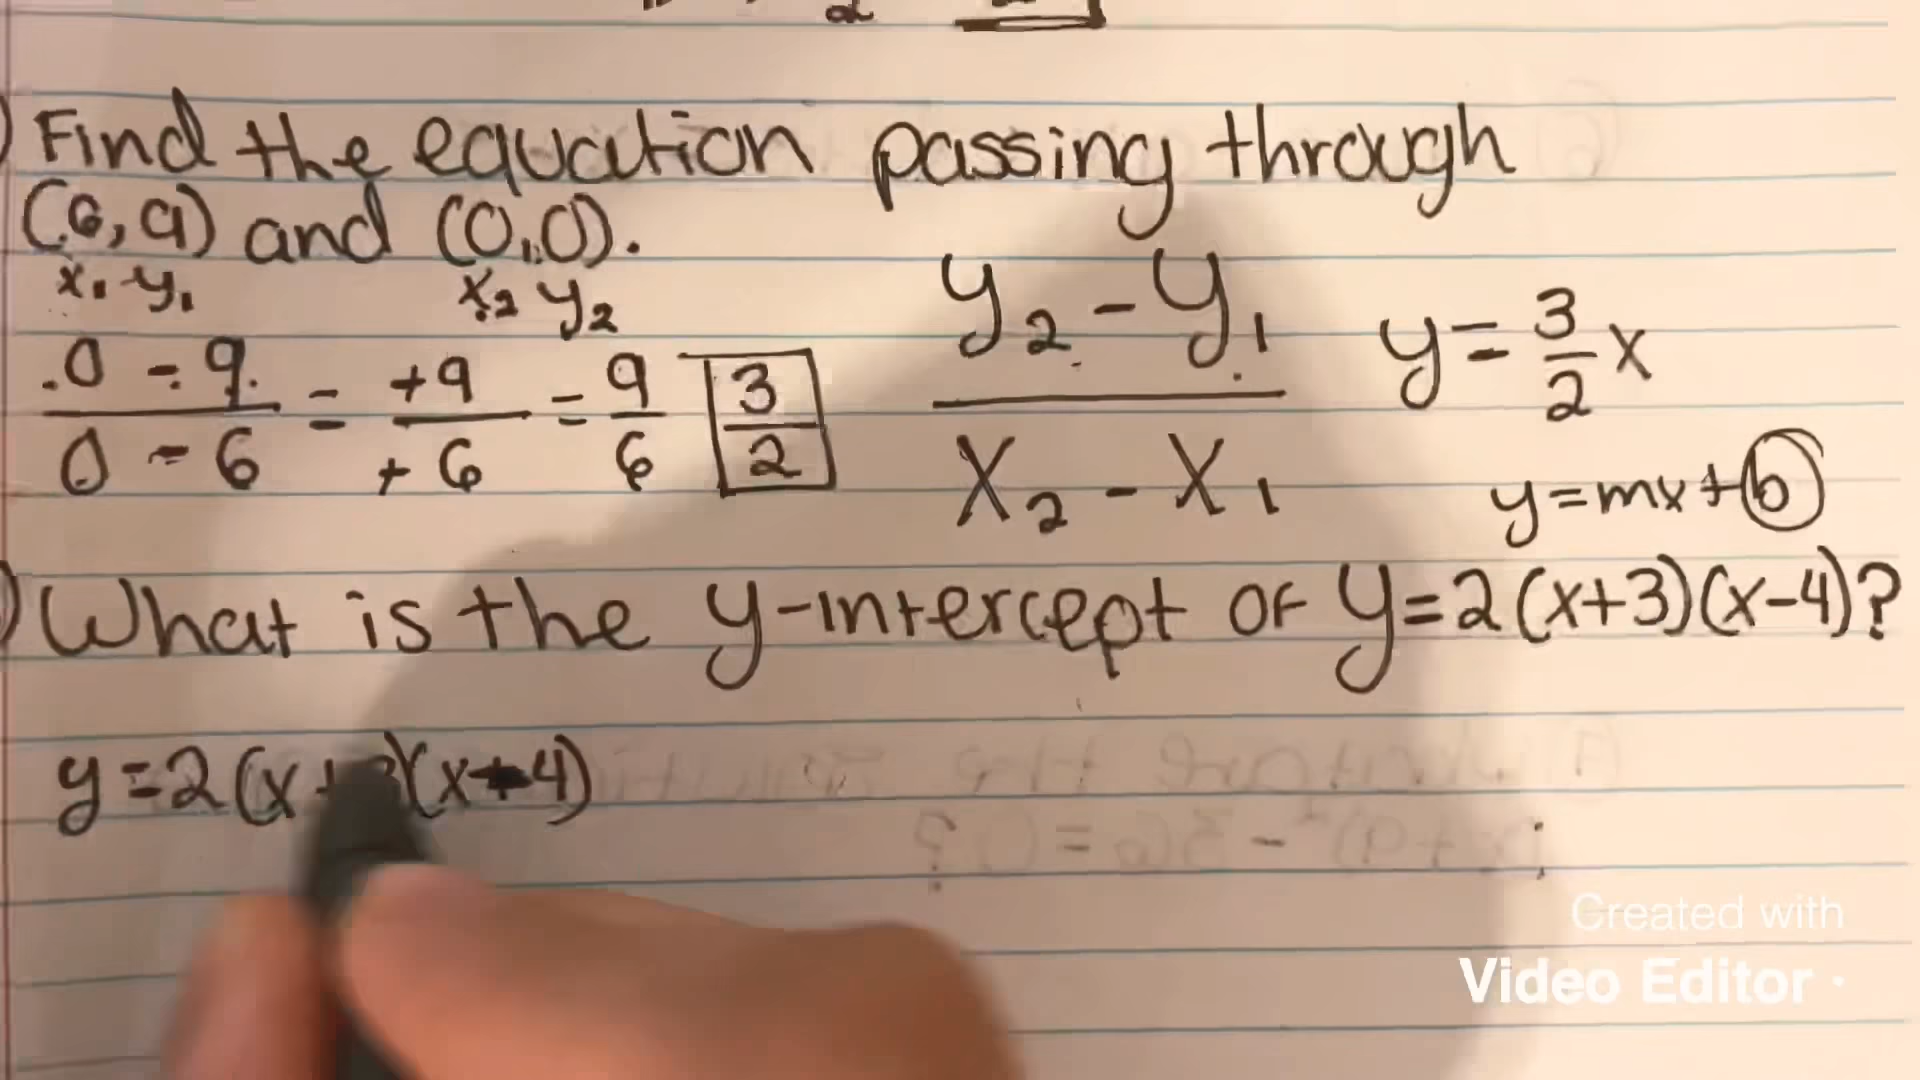 2
) Find the equation passing through
(6, 9) and (0, 0).
x₁ y₁ x₂ y₂
0 - 9 / 0 - 6 = +9 / +6 = 9/6 3/2
y₂ - y₁ / x₂ - x₁
y = 3/2 x
y = mx + b
) What is the y-intercept of y=2(x+3)(x-4)?
y=2(x+3)(x-4)
Created with
Video Editor